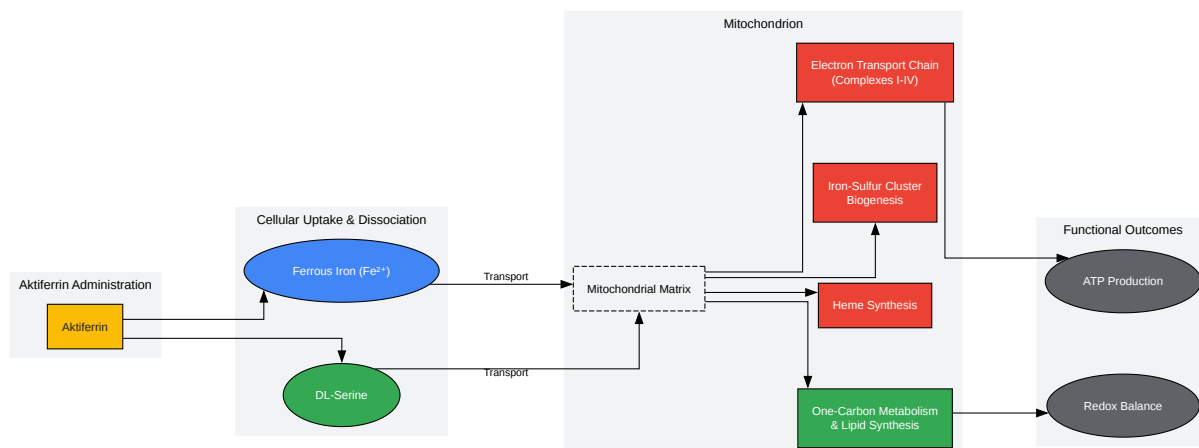 Aktiferrin Administration
Aktiferrin
Cellular Uptake & Dissociation
Ferrous Iron (Fe²⁺)
DL-Serine
Transport
Transport
Mitochondrion
Mitochondrial Matrix
Electron Transport Chain
(Complexes I-IV)
Iron-Sulfur Cluster
Biogenesis
Heme Synthesis
One-Carbon Metabolism
& Lipid Synthesis
Functional Outcomes
ATP Production
Redox Balance